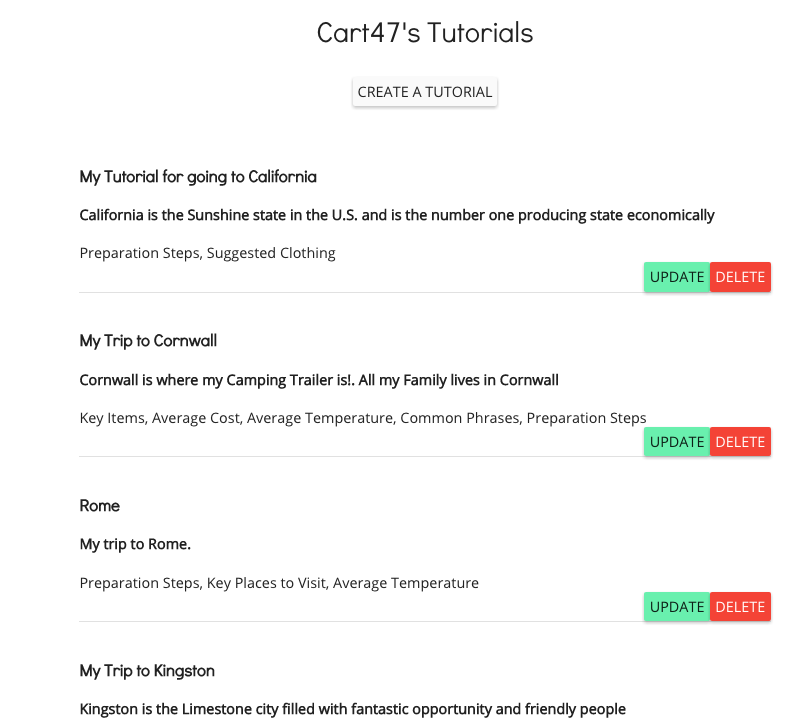 Cart47's Tutorials
CREATE A TUTORIAL
My Tutorial for going to California
California is the Sunshine state in the U.S. and is the number one producing state economically
Preparation Steps, Suggested Clothing
UPDATE DELETE
My Trip to Cornwall
Cornwall is where my Camping Trailer is!. All my Family lives in Cornwall
Key Items, Average Cost, Average Temperature, Common Phrases, Preparation Steps
UPDATE DELETE
Rome
My trip to Rome.
Preparation Steps, Key Places to Visit, Average Temperature
UPDATE DELETE
My Trip to Kingston
Kingston is the Limestone city filled with fantastic opportunity and friendly people